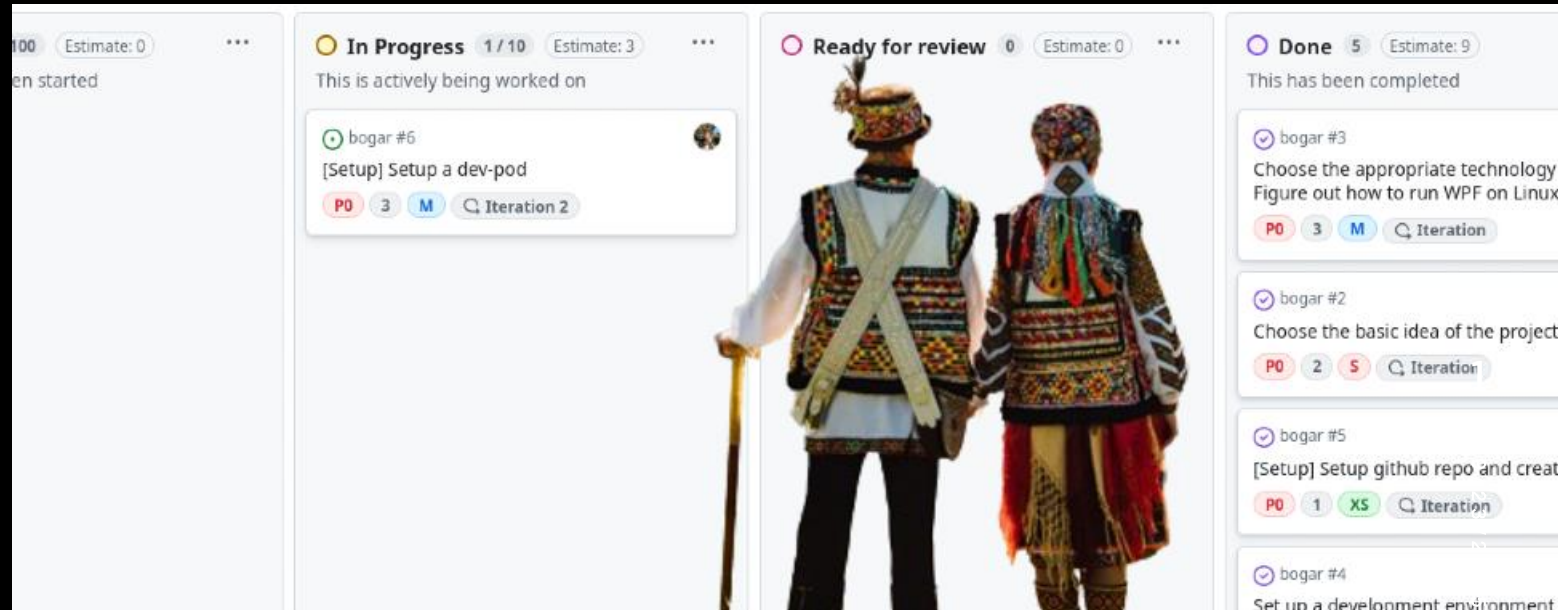 100 Estimate: 0 ...
en started
In Progress 1 / 10 Estimate: 3 ...
This is actively being worked on
bogar #6
[Setup] Setup a dev-pod
P0 3 M Iteration 2
Ready for review 0 Estimate: 0 ...
Done 5 Estimate: 9
This has been completed
bogar #3
Choose the appropriate technology
Figure out how to run WPF on Linux
P0 3 M Iteration
bogar #2
Choose the basic idea of the project
P0 2 S Iteration
bogar #5
[Setup] Setup github repo and creat
P0 1 XS Iteration
bogar #4
Set up a development environment